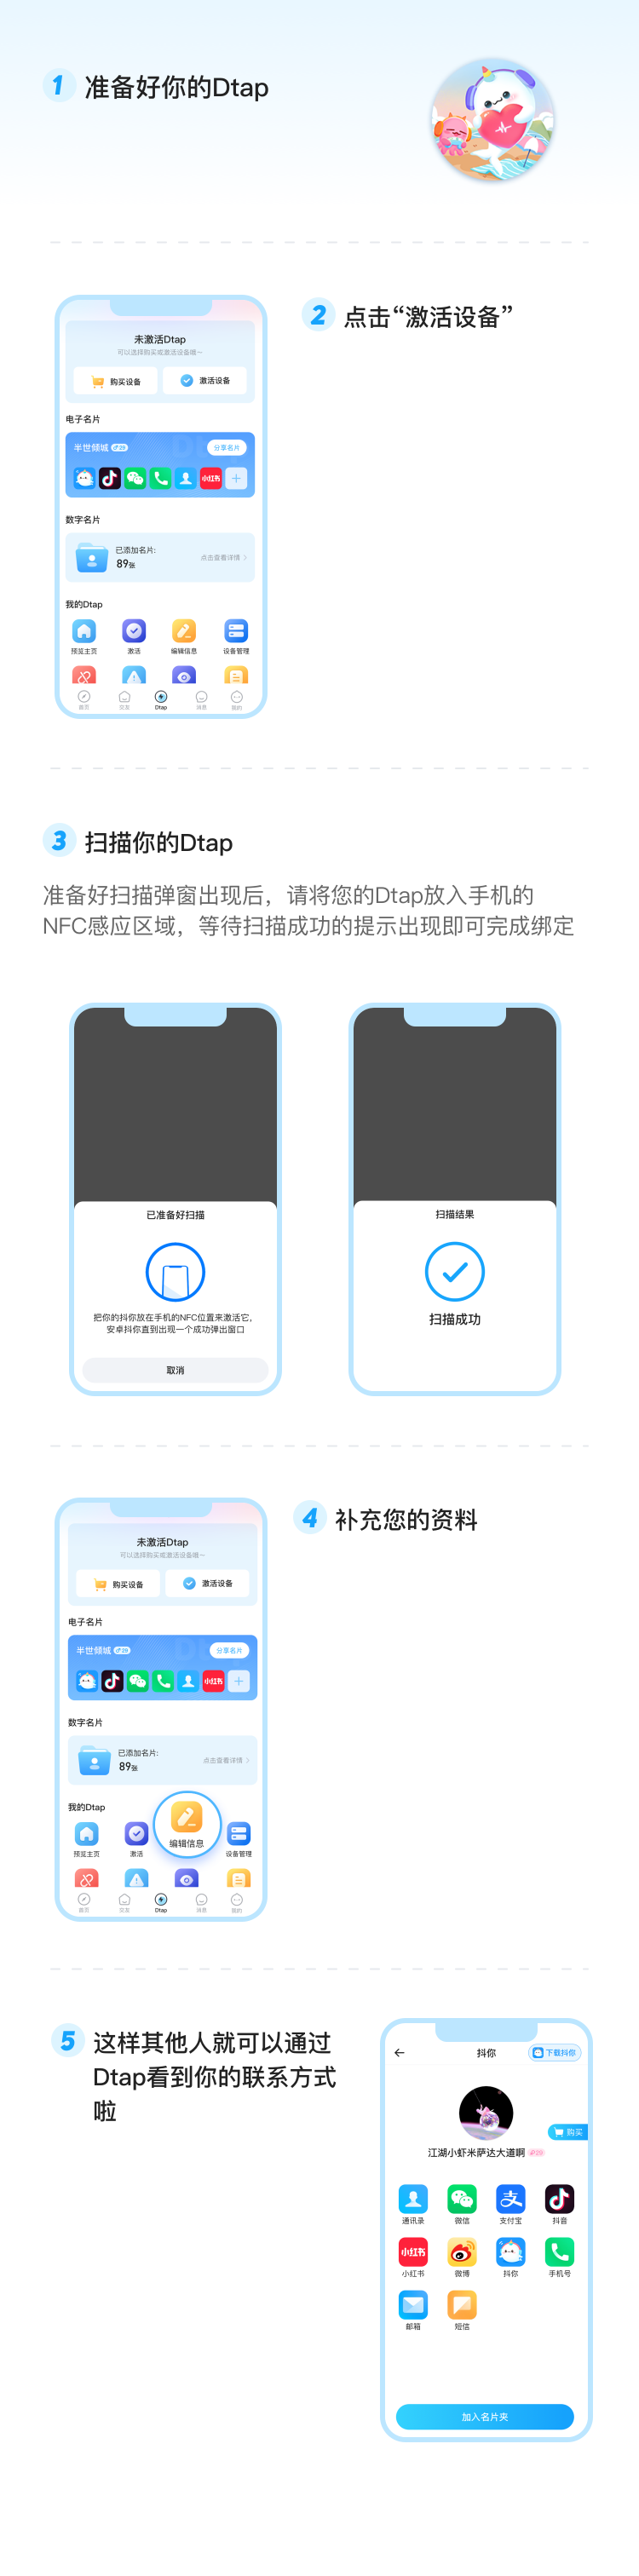 1 准备好你的Dtap
2 点击“激活设备”
未激活Dtap
可以选择购买或激活设备哦～
购买设备
激活设备
电子名片
半世倾城 ♂29
分享名片
小红书
数字名片
已添加名片:
89张
点击查看详情 >
我的Dtap
预览主页
激活
编辑信息
设备管理
首页
交友
Dtap
消息
我的
3 扫描你的Dtap
准备好扫描弹窗出现后，请将您的Dtap放入手机的
NFC感应区域，等待扫描成功的提示出现即可完成绑定
已准备好扫描
把你的抖你放在手机的NFC位置来激活它，
安卓抖你直到出现一个成功弹出窗口
取消
扫描结果
扫描成功
4 补充您的资料
未激活Dtap
可以选择购买或激活设备哦～
购买设备
激活设备
电子名片
半世倾城 ♂29
分享名片
小红书
数字名片
已添加名片:
89张
点击查看详情 >
我的Dtap
预览主页
激活
编辑信息
设备管理
首页
交友
Dtap
消息
我的
5 这样其他人就可以通过
Dtap看到你的联系方式
啦
抖你
下载抖你
购买
江湖小虾米萨达大道啊
通讯录
微信
支
支付宝
抖音
小红书
小红书
微博
抖你
手机号
邮箱
短信
加入名片夹